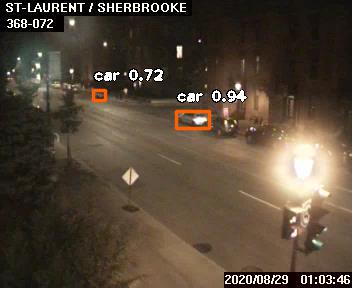 ST-LAURENT / SHERBROOKE
368-072
car 0.72
car 0.94
2020/08/29 01:03:46